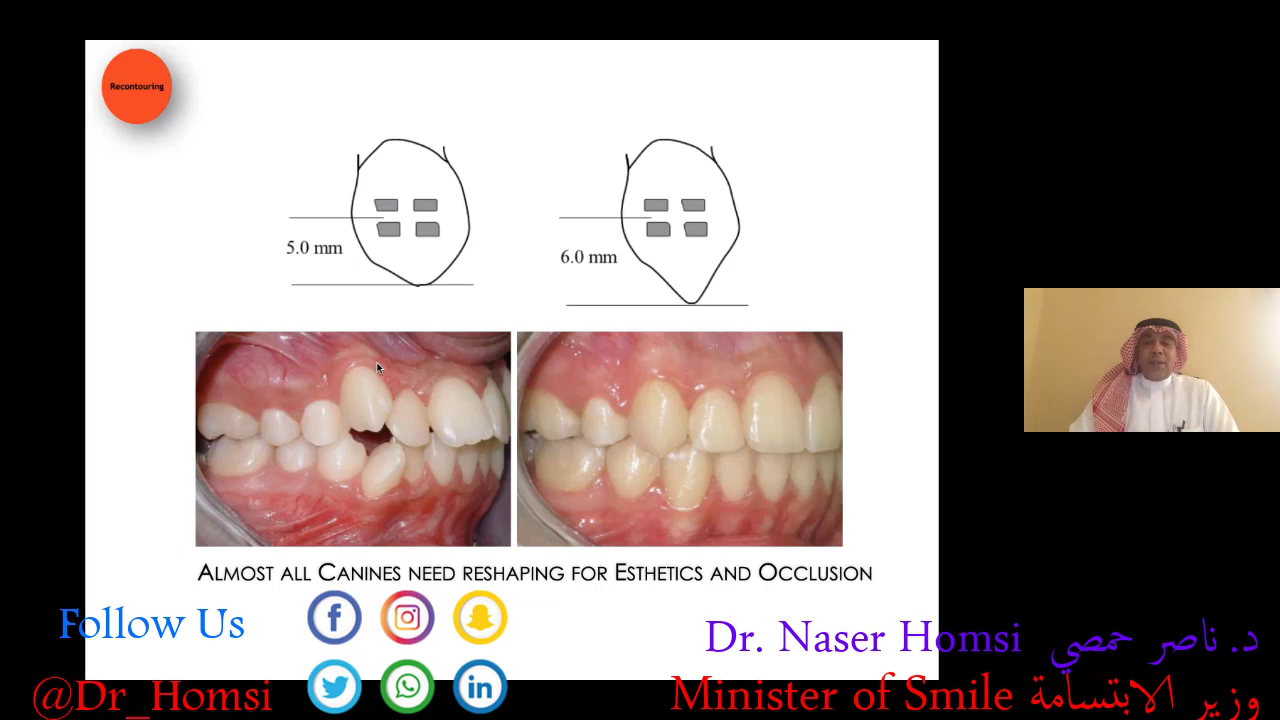 Recontouring
5.0 mm
6.0 mm
ALMOST ALL CANINES NEED RESHAPING FOR ESTHETICS AND OCCLUSION
Follow Us
@Dr_Homsi
Dr. Naser Homsi د. ناصر حمصي
Minister of Smile وزير الابتسامة